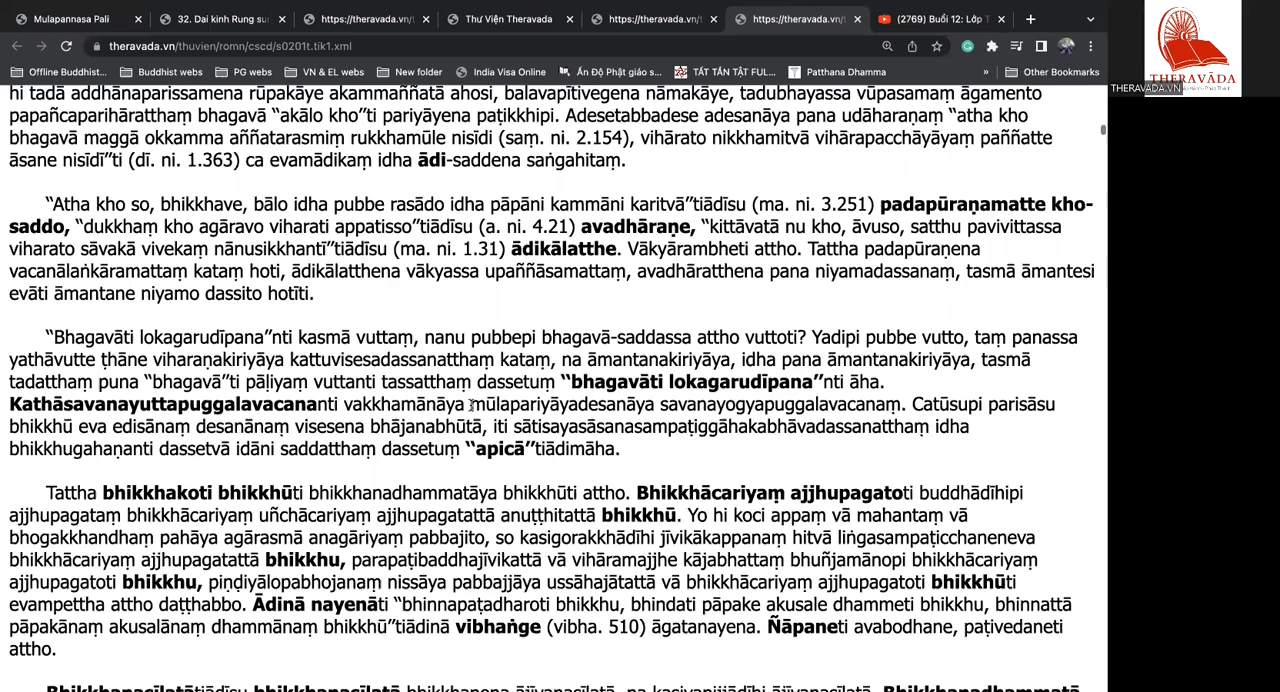 Mulapannasa Pali
32. Dai kinh Rung su
https://theravada.vn/t
Thư Viện Theravada
https://theravada.vn/t
https://theravada.vn/t
(2769) Buổi 12: Lớp T
theravada.vn/thuvien/romn/cscd/s0201t.tik1.xml
Offline Buddhist...
Buddhist webs
PG webs
VN & EL webs
New folder
India Visa Online
Ấn Độ Phật giáo s...
TẤT TẦN TẬT FUL...
Patthana Dhamma
»
Other Bookmarks
THERAVĀDA
THERAVADA.VN
hi tadā addhānaparissamena rūpakāye akammaññatā ahosi, balavapītivegena nāmakāye, tadubhayassa vūpasamaṃ āgamento
papañcaparihāratthaṃ bhagavā “akālo kho”ti pariyāyena paṭikkhipi. Adesetabbadese adesanāya pana udāharaṇaṃ “atha kho
bhagavā maggā okkamma aññatarasmiṃ rukkhamūle nisīdi (saṃ. ni. 2.154), vihārato nikkhamitvā vihārapacchāyāyaṃ paññatte
āsane nisīdī”ti (dī. ni. 1.363) ca evamādikaṃ idha ādi-saddena saṅgahitaṃ.
“Atha kho so, bhikkhave, bālo idha pubbe rasādo idha pāpāni kammāni karitvā”tiādīsu (ma. ni. 3.251) padapūraṇamatte kho-
saddo, “dukkhaṃ kho agāravo viharati appatisso”tiādīsu (a. ni. 4.21) avadhāraṇe, “kittāvatā nu kho, āvuso, satthu pavivittassa
viharato sāvakā vivekaṃ nānusikkhantī”tiādīsu (ma. ni. 1.31) ādikālatthe. Vākyārambheti attho. Tattha padapūraṇena
vacanālaṅkāramattaṃ kataṃ hoti, ādikālatthena vākyassa upaññāsamattaṃ, avadhāratthena pana niyamadassanaṃ, tasmā āmantesi
evāti āmantane niyamo dassito hotīti.
“Bhagavāti lokagarudīpana”nti kasmā vuttaṃ, nanu pubbepi bhagavā-saddassa attho vuttoti? Yadipi pubbe vutto, taṃ panassa
yathāvutte ṭhāne viharaṇakiriyāya kattuvisesadassanatthaṃ kataṃ, na āmantanakiriyāya, idha pana āmantanakiriyāya, tasmā
tadatthaṃ puna “bhagavā”ti pāḷiyaṃ vuttanti tassatthaṃ dassetuṃ “bhagavāti lokagarudīpana”nti āha.
Kathāsavanayuttapuggalavacananti vakkhamānāya mūlapariyāyadesanāya savanayogyapuggalavacanaṃ. Catūsupi parisāsu
bhikkhū eva edisānaṃ desanānaṃ visesena bhājanabhūtā, iti sātisayasāsanasampaṭiggāhakabhāvadassanatthaṃ idha
bhikkhugahaṇanti dassetvā idāni saddatthaṃ dassetuṃ “apicā”tiādimāha.
Tattha bhikkhakoti bhikkhūti bhikkhanadhammatāya bhikkhūti attho. Bhikkhācariyaṃ ajjhupagatoti buddhādīhipi
ajjhupagataṃ bhikkhācariyaṃ uñchācariyaṃ ajjhupagatattā anuṭṭhitattā bhikkhū. Yo hi koci appaṃ vā mahantaṃ vā
bhogakkhandhaṃ pahāya agārasmā anagāriyaṃ pabbajito, so kasigorakkhādīhi jīvikākappanaṃ hitvā liṅgasampaṭicchaneneva
bhikkhācariyaṃ ajjhupagatattā bhikkhu, parapaṭibaddhajīvikattā vā vihāramajjhe kājabhattaṃ bhuñjamānopi bhikkhācariyaṃ
ajjhupagatoti bhikkhu, piṇḍiyālopabhojanaṃ nissāya pabbajjāya ussāhajātattā vā bhikkhācariyaṃ ajjhupagatoti bhikkhūti
evampettha attho daṭṭhabbo. Ādinā nayenāti “bhinnapaṭadharoti bhikkhu, bhindati pāpake akusale dhammeti bhikkhu, bhinnattā
pāpakānaṃ akusalānaṃ dhammānaṃ bhikkhū”tiādinā vibhaṅge (vibha. 510) āgatanayena. Ñāpaneti avabodhane, paṭivedaneti
attho.
Bhikkhanasīlatātiādīsu bhikkhanasīlatā bhikkhanena ājīvanasīlatā, na kasivaṇijjādīhi ājīvanasīlatā. Bhikkhanadhammatā